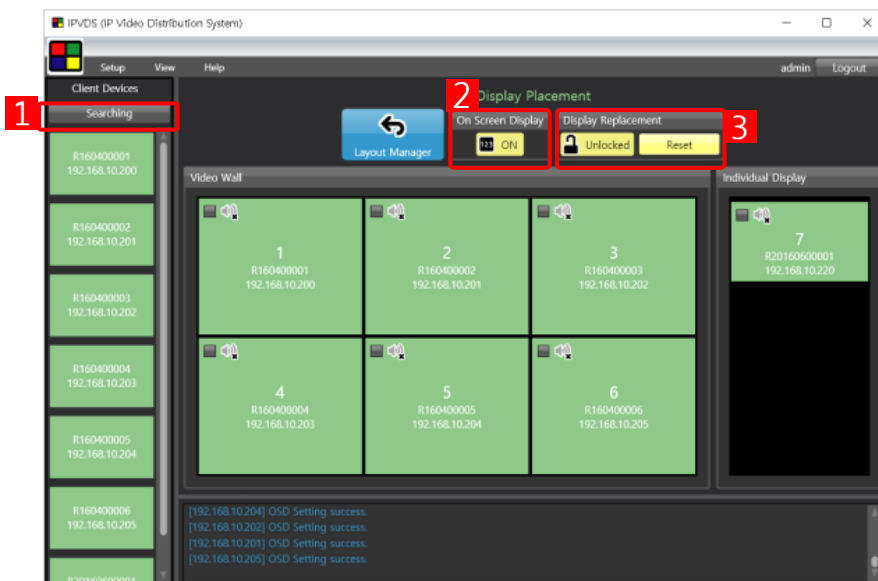 IPVDS (IP Video Distribution System)
Setup View Help
admin Logout
Client Devices
1
Searching
R160400001
192.168.10.200
R160400002
192.168.10.201
R160400003
192.168.10.202
R160400004
192.168.10.203
R160400005
192.168.10.204
R160400006
192.168.10.205
R20160600001
Display Placement
Layout Manager
2
On Screen Display
123 ON
Display Replacement
3
Unlocked
Reset
Video Wall
1
R160400001
192.168.10.200
2
R160400002
192.168.10.201
3
R160400003
192.168.10.202
4
R160400004
192.168.10.203
5
R160400005
192.168.10.204
6
R160400006
192.168.10.205
Individual Display
7
R20160600001
192.168.10.220
[192.168.10.204] OSD Setting success.
[192.168.10.202] OSD Setting success.
[192.168.10.201] OSD Setting success.
[192.168.10.205] OSD Setting success.